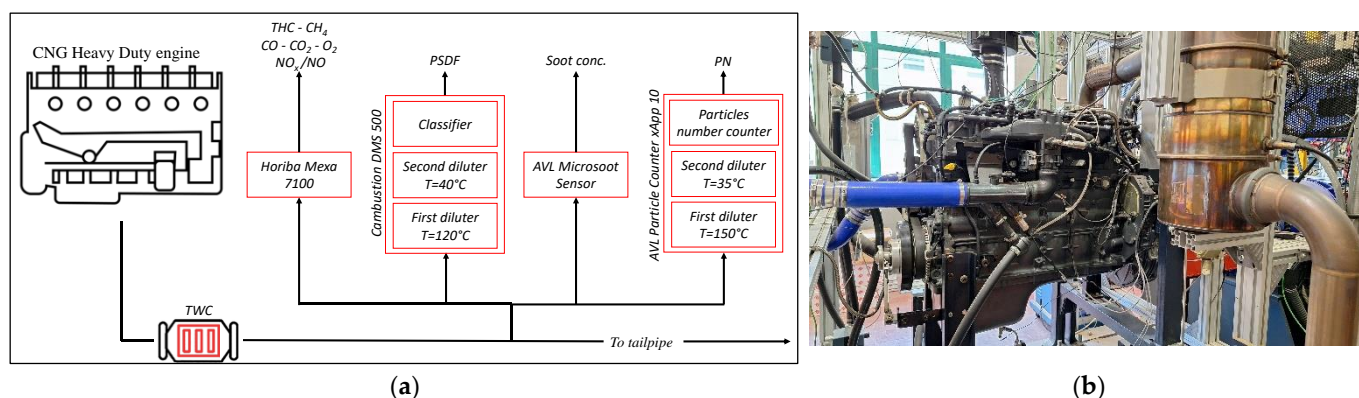 CNG Heavy Duty engine
THC - CH4
CO - CO2 - O2
NOx/NO
Horiba Mexa
7100
PSDF
Cambustion DMS 500
Classifier
Second diluter
T=40°C
First diluter
T=120°C
Soot conc.
AVL Microsoot
Sensor
PN
AVL Particle Counter xApp 10
Particles
number counter
Second diluter
T=35°C
First diluter
T=150°C
TWC
To tailpipe
(a)
(b)